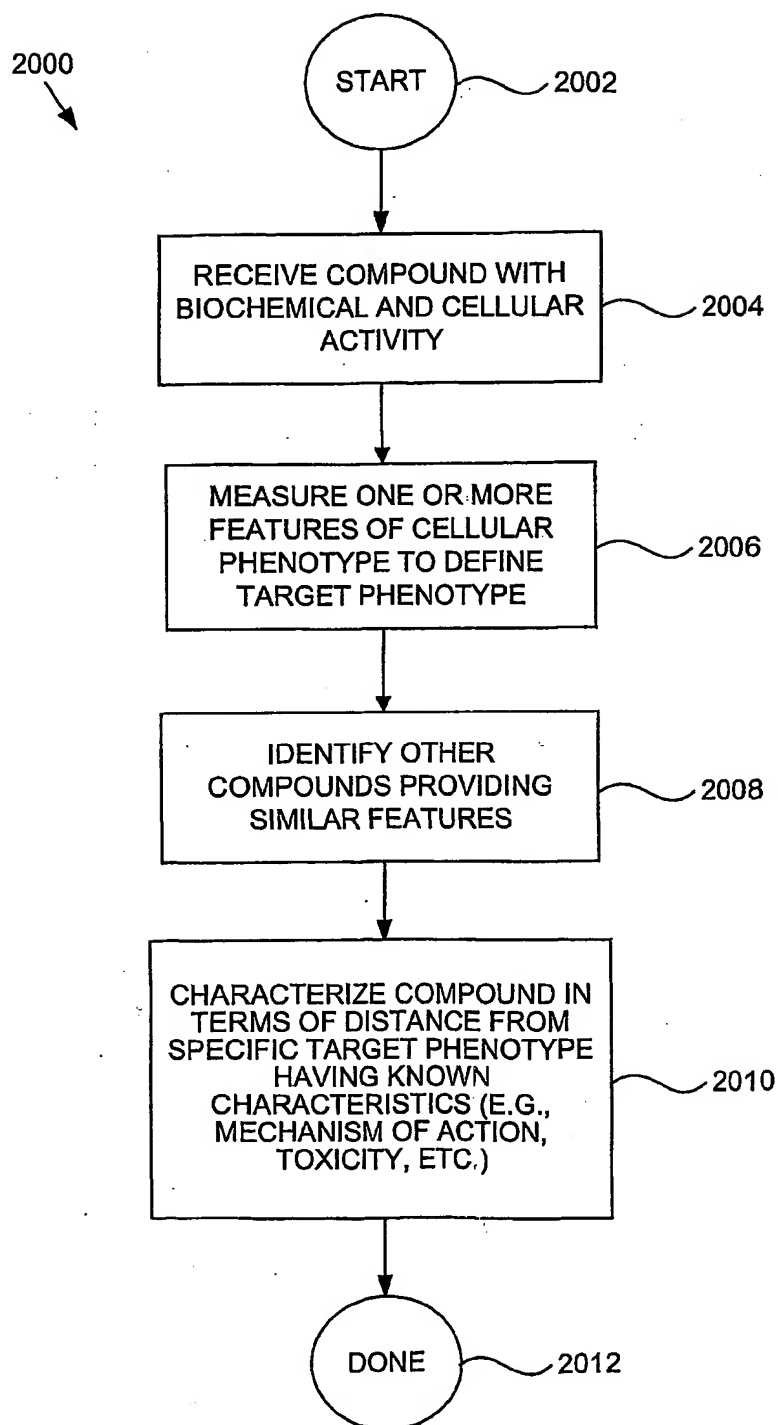 2000
START
2002
RECEIVE COMPOUND WITH
BIOCHEMICAL AND CELLULAR
ACTIVITY
2004
MEASURE ONE OR MORE
FEATURES OF CELLULAR
PHENOTYPE TO DEFINE
TARGET PHENOTYPE
2006
IDENTIFY OTHER
COMPOUNDS PROVIDING
SIMILAR FEATURES
2008
CHARACTERIZE COMPOUND IN
TERMS OF DISTANCE FROM
SPECIFIC TARGET PHENOTYPE
HAVING KNOWN
CHARACTERISTICS (E.G.,
MECHANISM OF ACTION,
TOXICITY, ETC.)
2010
DONE
2012